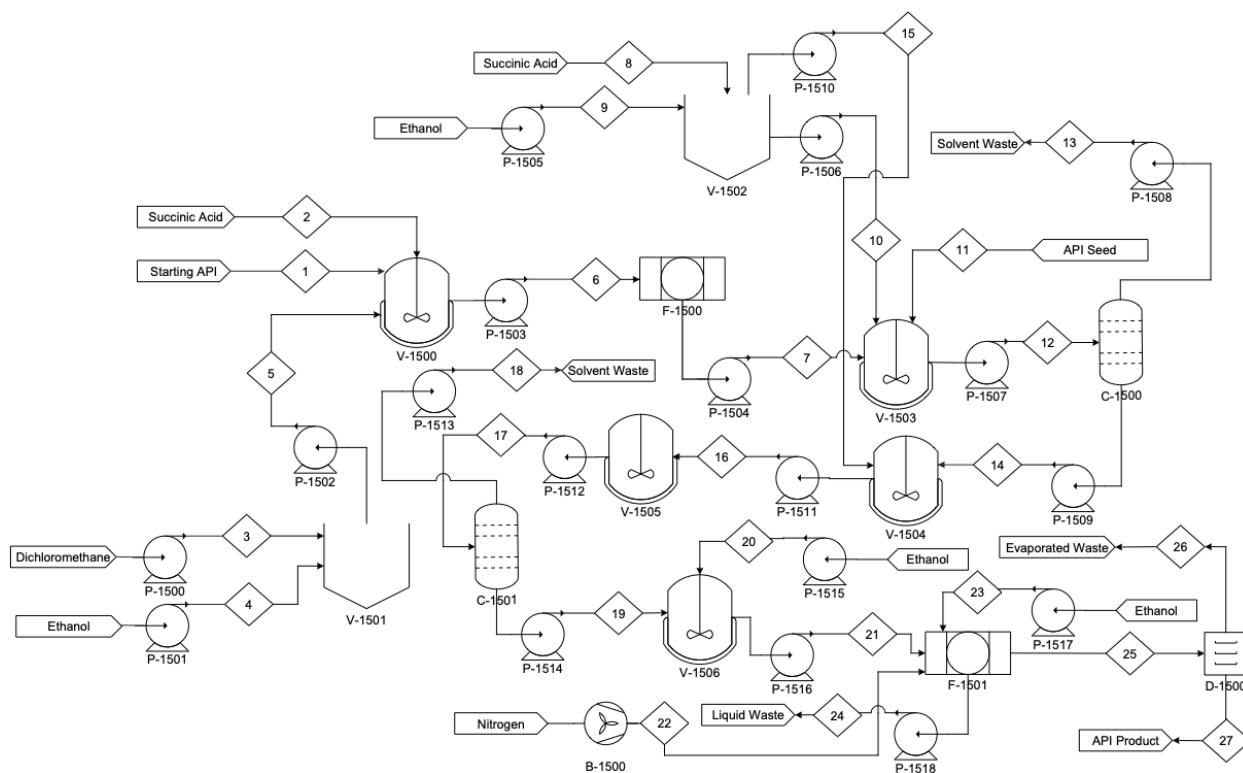 15
Succinic Acid
8
P-1510
Ethanol
9
P-1505
V-1502
P-1506
Solvent Waste
13
P-1508
Succinic Acid
2
10
11
API Seed
Starting API
1
6
F-1500
V-1500
P-1503
7
12
C-1500
5
18
Solvent Waste
P-1504
V-1503
P-1507
P-1513
17
16
14
P-1502
P-1512
V-1505
P-1511
V-1504
P-1509
Dichloromethane
3
P-1500
20
Ethanol
Evaporated Waste
26
C-1501
P-1515
23
Ethanol
Ethanol
4
V-1501
P-1501
19
P-1517
21
25
P-1514
V-1506
P-1516
F-1501
D-1500
Nitrogen
22
Liquid Waste
24
API Product
27
B-1500
P-1518